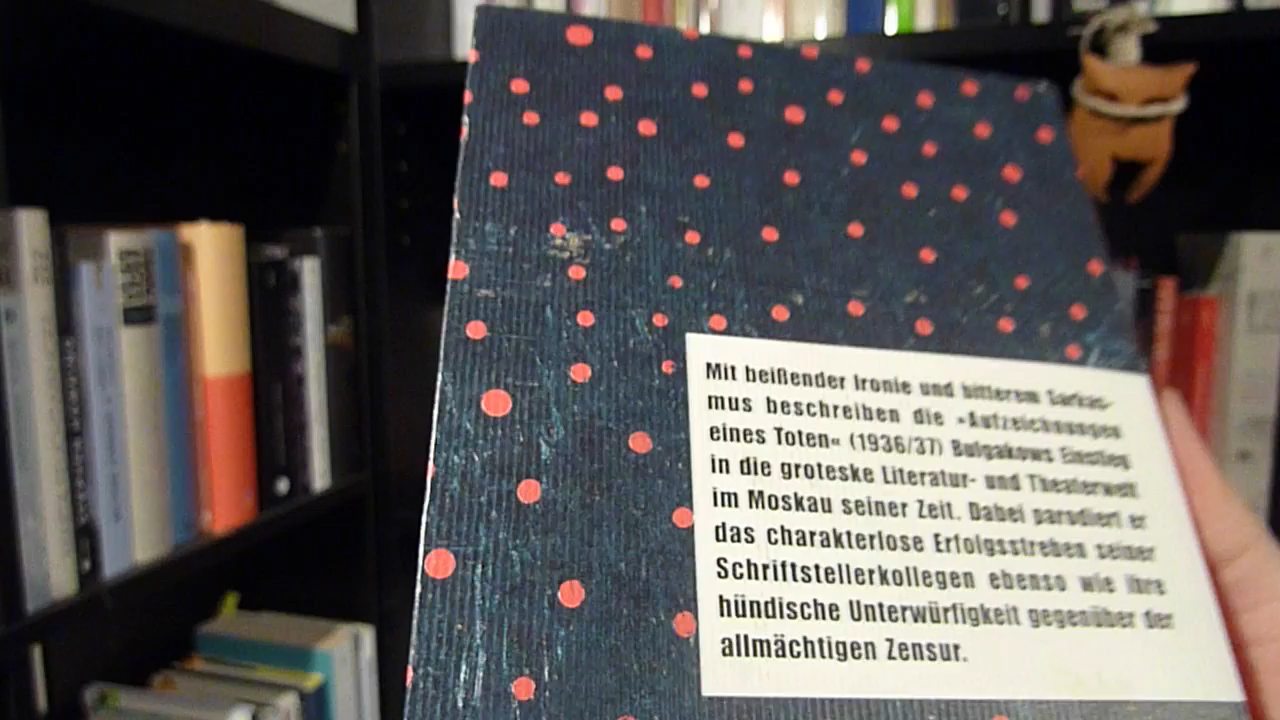 Mit beißender Ironie und bitterem Sarkas-
mus beschreiben die »Aufzeichnungen
eines Toten« (1936/37) Bulgakows Einstieg
in die groteske Literatur- und Theaterwelt
im Moskau seiner Zeit. Dabei parodiert er
das charakterlose Erfolgsstreben seiner
Schriftstellerkollegen ebenso wie ihre
hündische Unterwürfigkeit gegenüber der
allmächtigen Zensur.